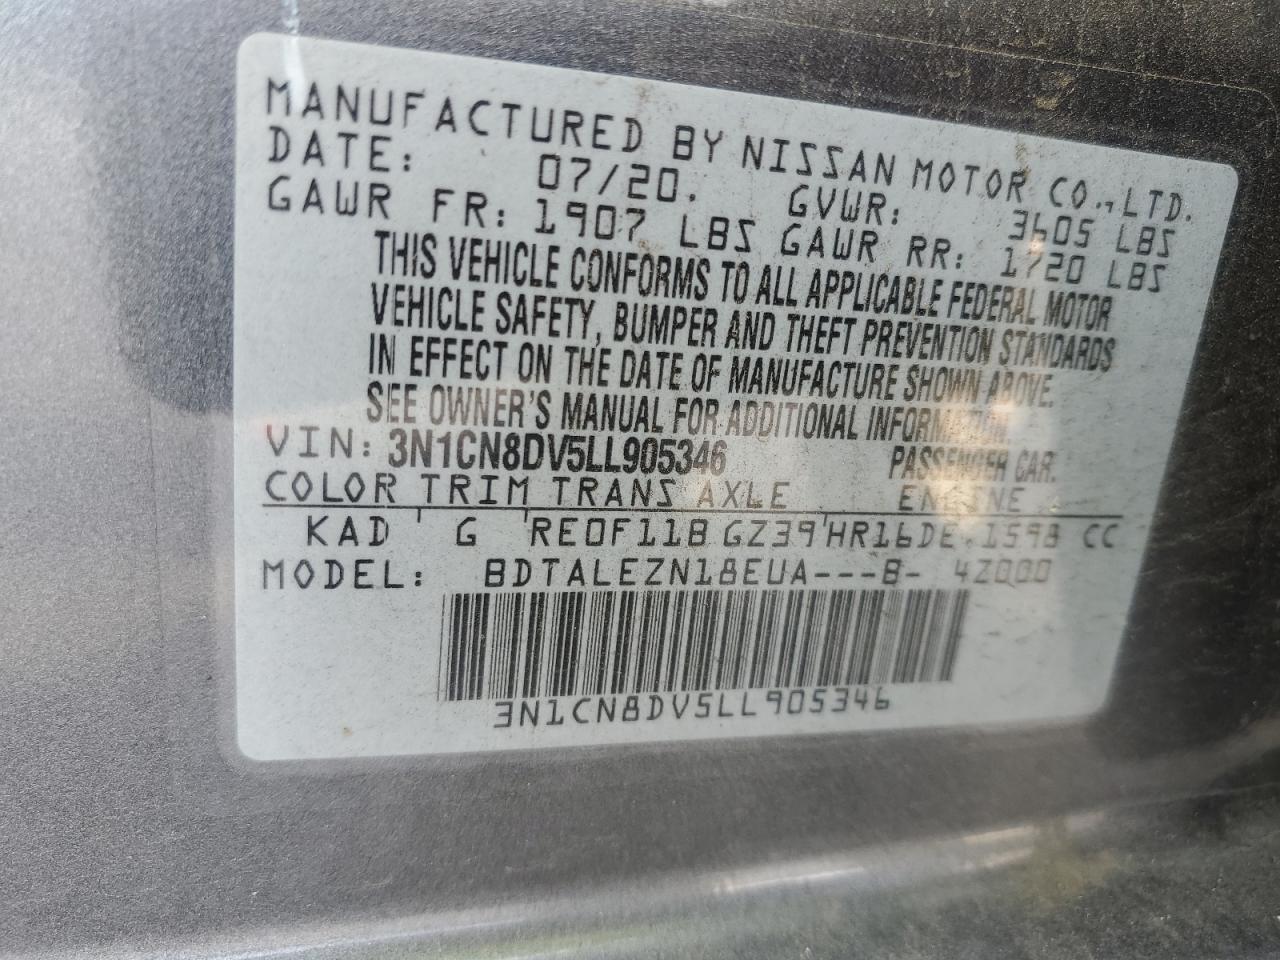 MANUFACTURED BY NISSAN MOTOR CO., LTD.
DATE: 07/20. GVWR: 3605 LBS
GAWR FR: 1907 LBS GAWR RR: 1720 LBS
THIS VEHICLE CONFORMS TO ALL APPLICABLE FEDERAL MOTOR
VEHICLE SAFETY, BUMPER AND THEFT PREVENTION STANDARDS
IN EFFECT ON THE DATE OF MANUFACTURE SHOWN ABOVE.
SEE OWNER'S MANUAL FOR ADDITIONAL INFORMATION.
VIN: 3N1CN8DV5LL905346 PASSENGER CAR.
COLOR TRIM TRANS AXLE ENGINE
KAD G RE0F11B GZ39 HR16DE. 1598 CC
MODEL: BDTALEZN18EUA---B- 4Z000
3N1CN8DV5LL905346